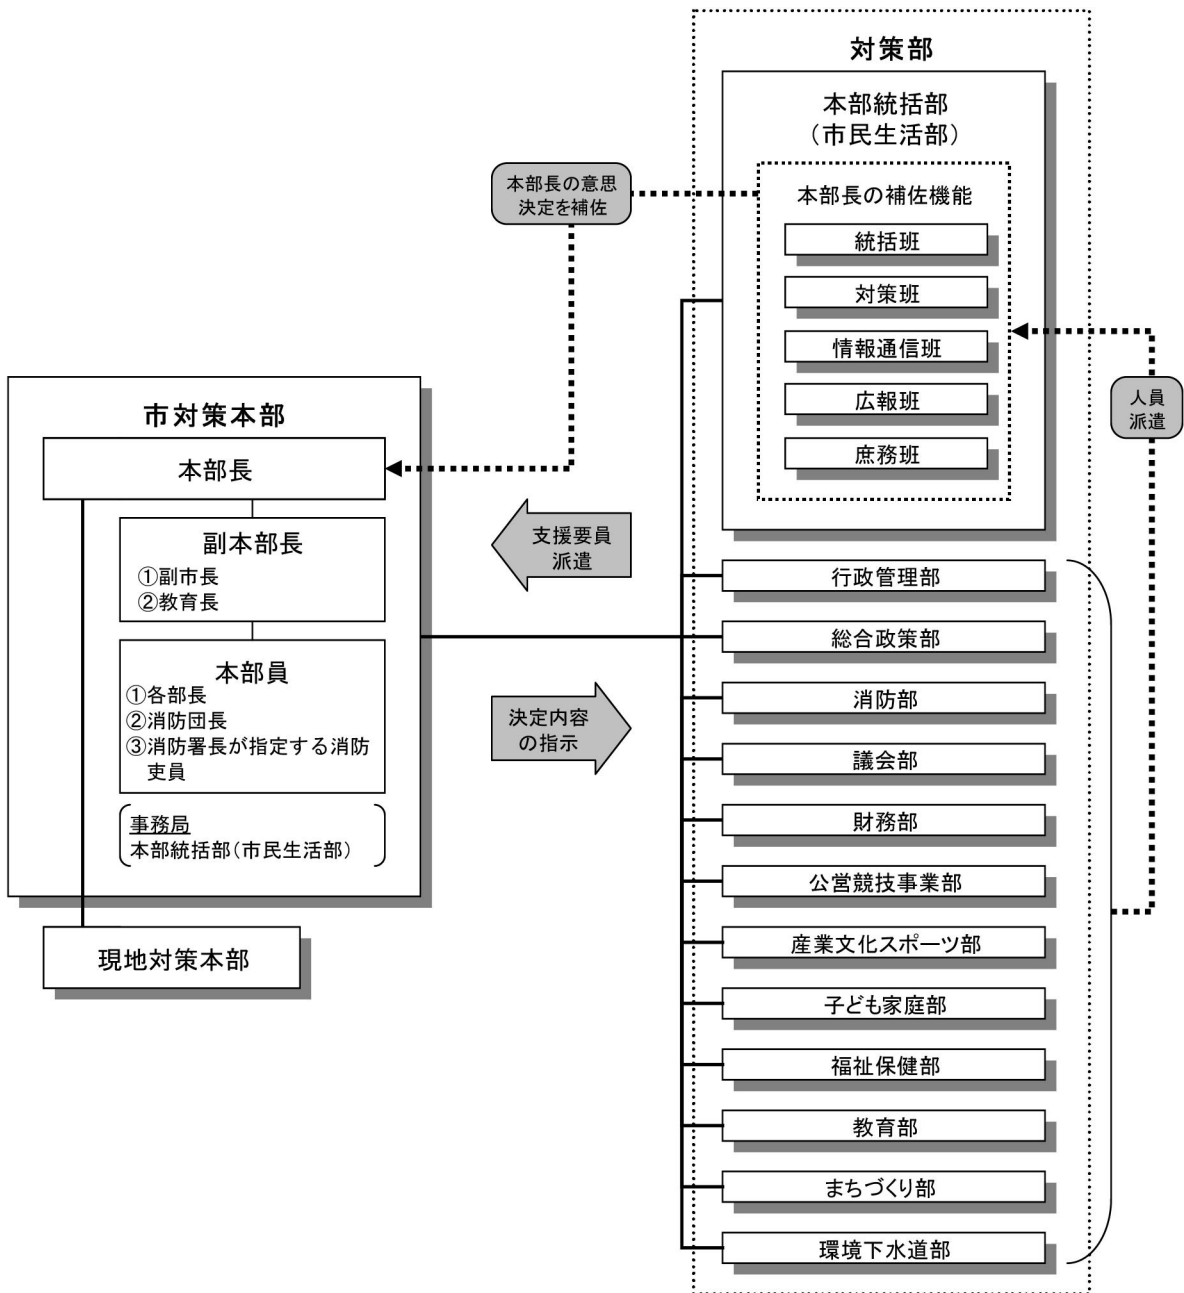 対策部
本部統括部
（市民生活部）
本部長の補佐機能
統括班
対策班
情報通信班
広報班
庶務班
本部長の意思
決定を補佐
人員
派遣
市対策本部
本部長
副本部長
①副市長
②教育長
本部員
①各部長
②消防団長
③消防署長が指定する消防
吏員
事務局
本部統括部（市民生活部）
現地対策本部
支援要員
派遣
決定内容
の指示
行政管理部
総合政策部
消防部
議会部
財務部
公営競技事業部
産業文化スポーツ部
子ども家庭部
福祉保健部
教育部
まちづくり部
環境下水道部